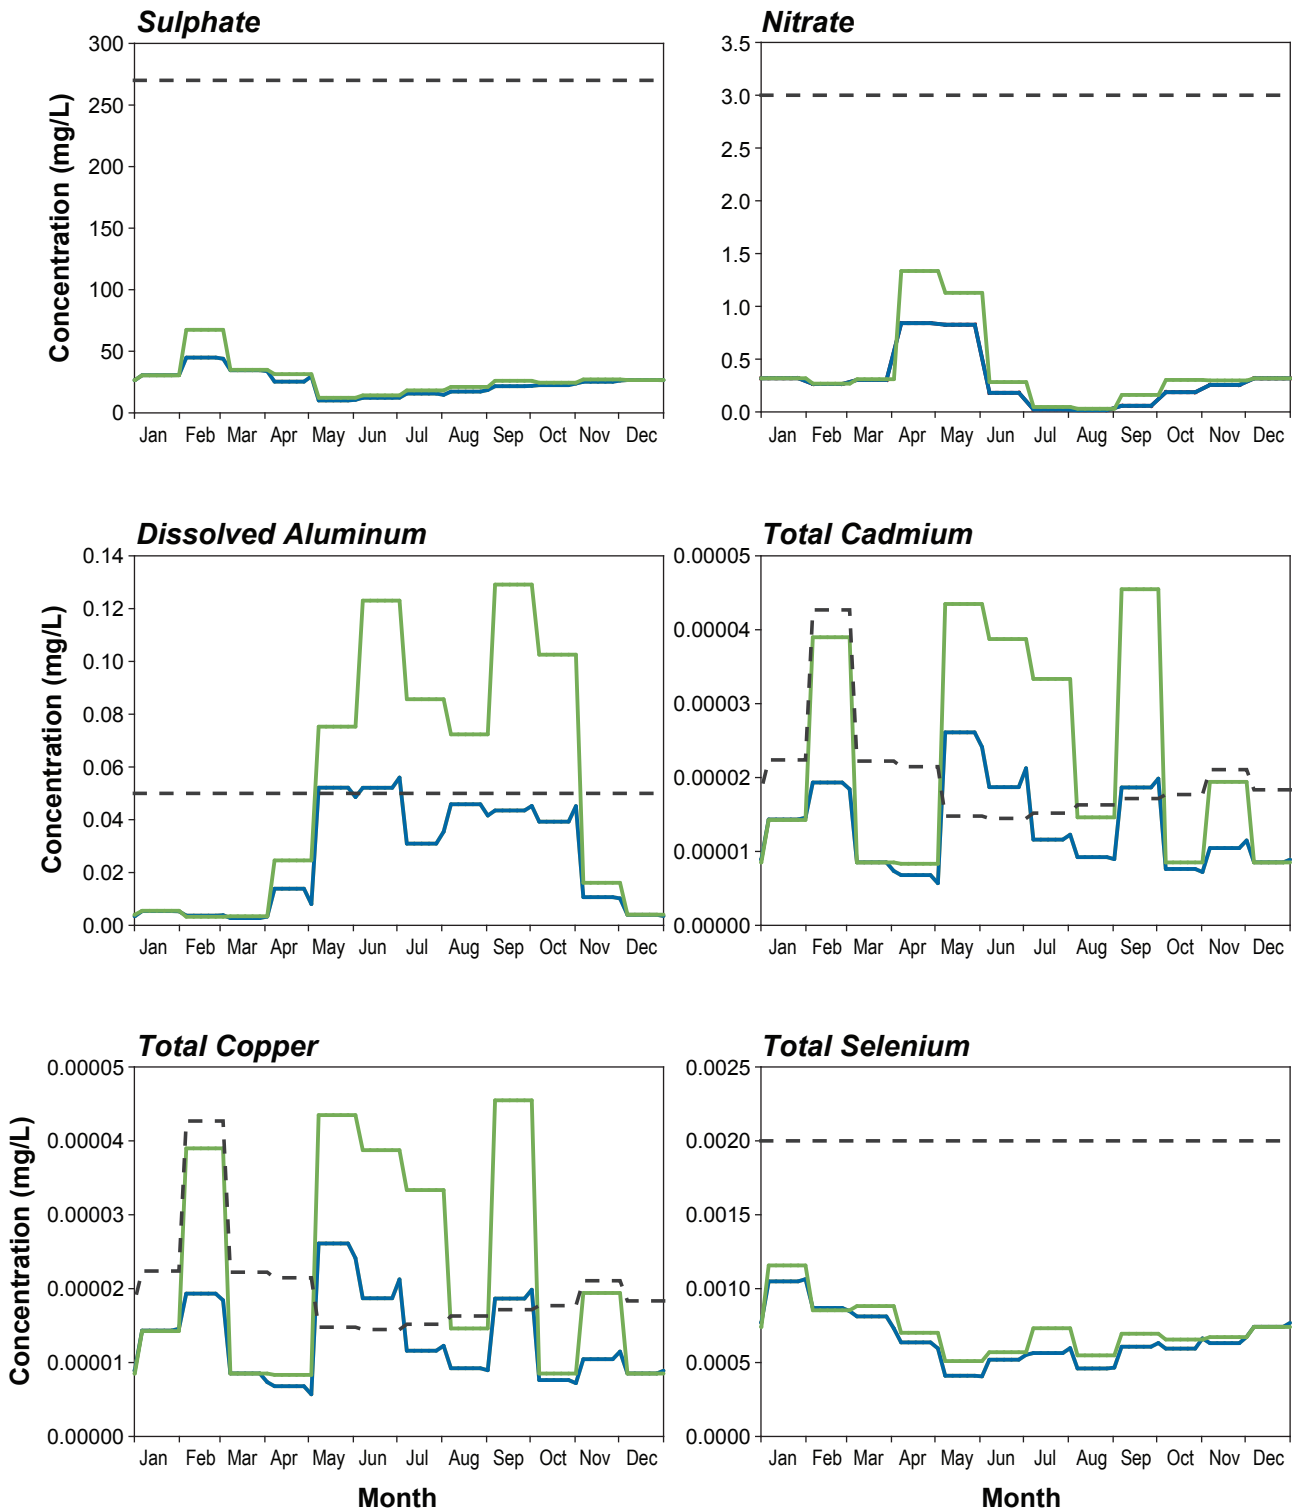 Sulphate
300
250
200
150
100
50
0
Concentration (mg/L)
Jan Feb Mar Apr May Jun Jul Aug Sep Oct Nov Dec
Nitrate
3.5
3.0
2.5
2.0
1.5
1.0
0.5
0.0
Jan Feb Mar Apr May Jun Jul Aug Sep Oct Nov Dec
Dissolved Aluminum
0.14
0.12
0.10
0.08
0.06
0.04
0.02
0.00
Concentration (mg/L)
Jan Feb Mar Apr May Jun Jul Aug Sep Oct Nov Dec
Total Cadmium
0.00005
0.00004
0.00003
0.00002
0.00001
0.00000
Jan Feb Mar Apr May Jun Jul Aug Sep Oct Nov Dec
Total Copper
0.00005
0.00004
0.00003
0.00002
0.00001
0.00000
Concentration (mg/L)
Jan Feb Mar Apr May Jun Jul Aug Sep Oct Nov Dec
Month
Total Selenium
0.0025
0.0020
0.0015
0.0010
0.0005
0.0000
Jan Feb Mar Apr May Jun Jul Aug Sep Oct Nov Dec
Month